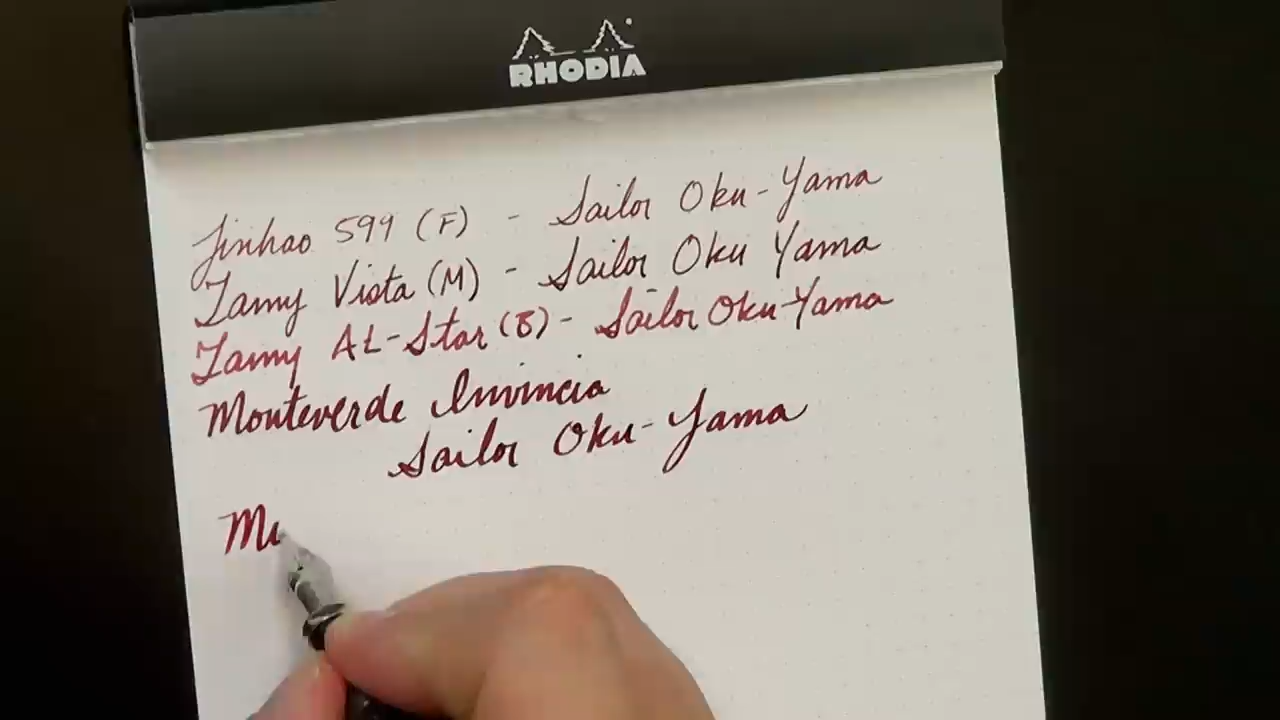 RHODIA
Jinhao 599 (F) - Sailor Oku-Yama
Lamy Vista (M) - Sailor Oku Yama
Lamy AL-Star (B) - Sailor Oku-Yama
Monteverde Invincia
Sailor Oku-Yama
Mu